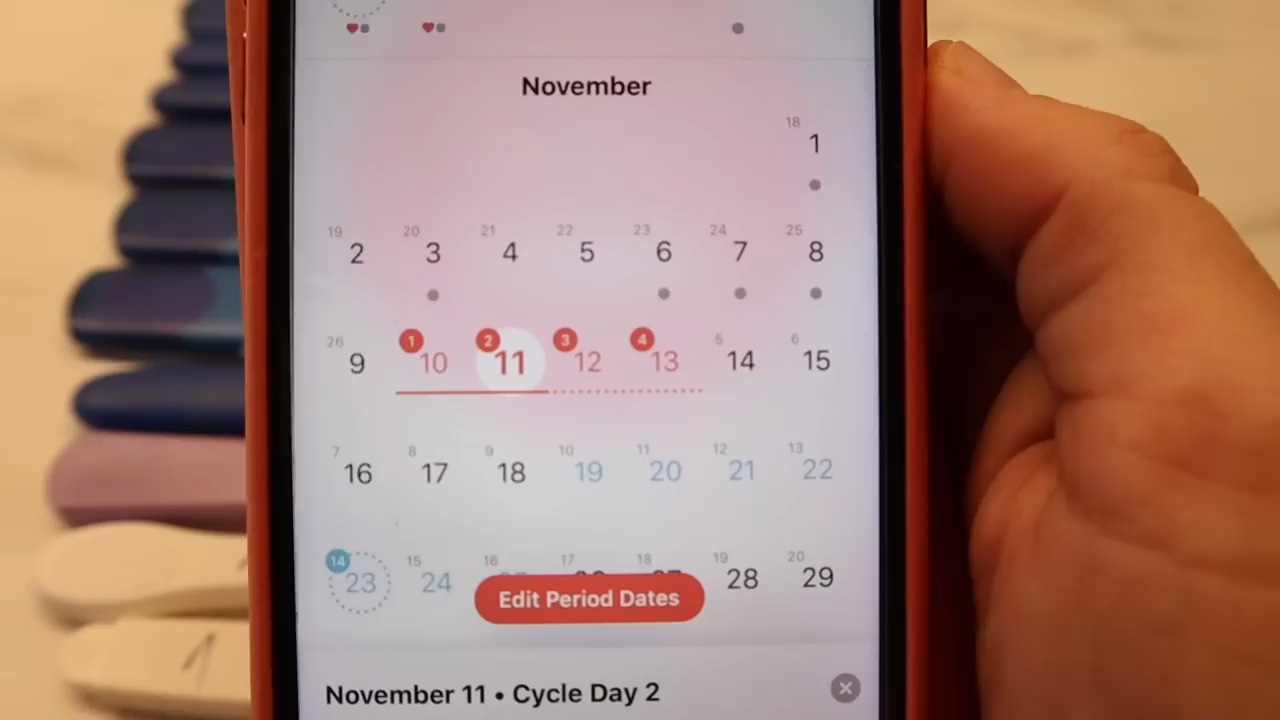 November
18
1
19 20 21 22 23 24 25
2 3 4 5 6 7 8
26 1 2 3 4 5 6
9 10 11 12 13 14 15
7 8 9 10 11 12 13
16 17 18 19 20 21 22
14 15 16 17 18 19 20
23 24 28 29
Edit Period Dates
November 11 • Cycle Day 2